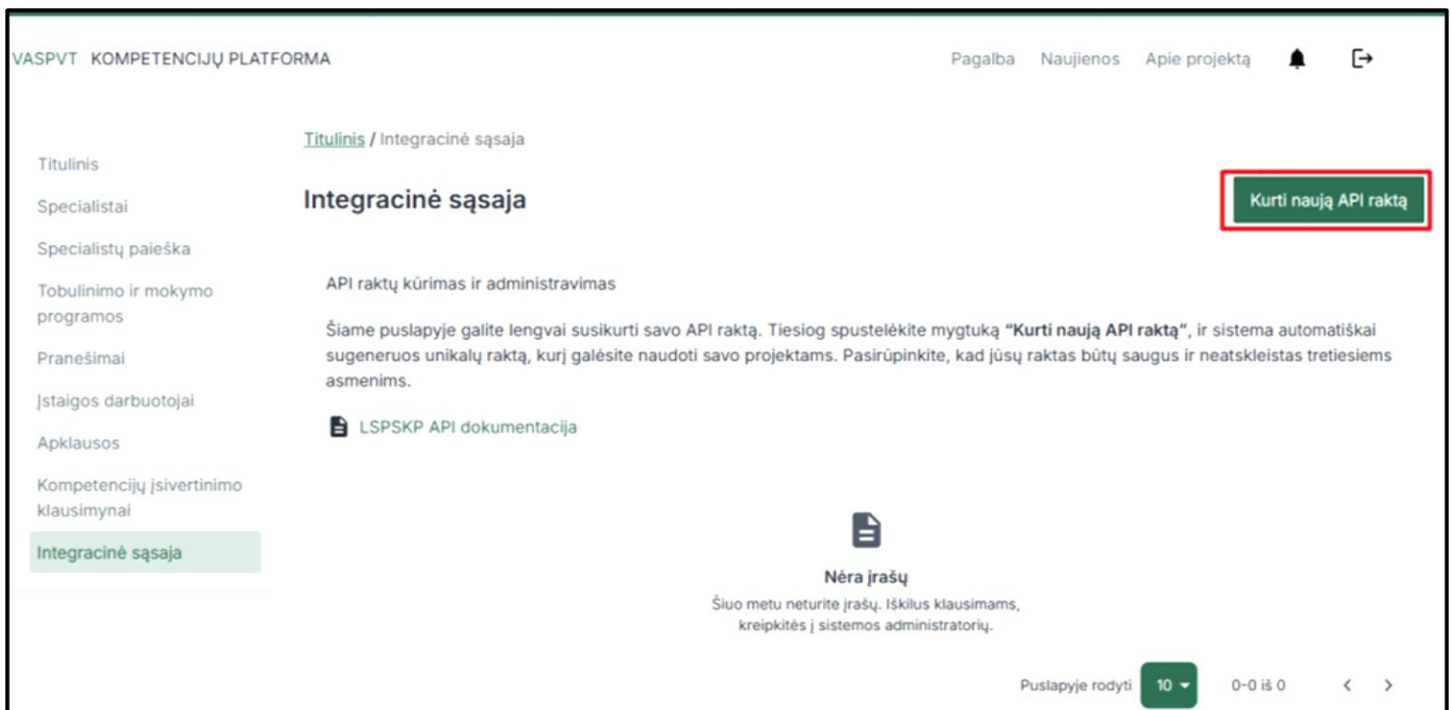 VASPVT KOMPETENCIJŲ PLATFORMA
Pagalba Naujienos Apie projektą
Titulinis / Integracinė sąsaja
Titulinis
Specialistai
Specialistų paieška
Tobulinimo ir mokymo
programos
Pranešimai
Įstaigos darbuotojai
Apklausos
Kompetencijų įsivertinimo
klausimynai
Integracinė sąsaja
Integracinė sąsaja
Kurti naują API raktą
API raktų kūrimas ir administravimas
Šiame puslapyje galite lengvai susikurti savo API raktą. Tiesiog spustelėkite mygtuką “Kurti naują API raktą”, ir sistema automatiškai
sugeneruos unikalų raktą, kurį galėsite naudoti savo projektams. Pasirūpinkite, kad jūsų raktas būtų saugus ir neatskleistas tretiesiems
asmenims.
LSPSKP API dokumentacija
Nėra įrašų
Šiuo metu neturite įrašų. Iškilus klausimams,
kreipkitės į sistemos administratorių.
Puslapyje rodyti 10 0-0 iš 0